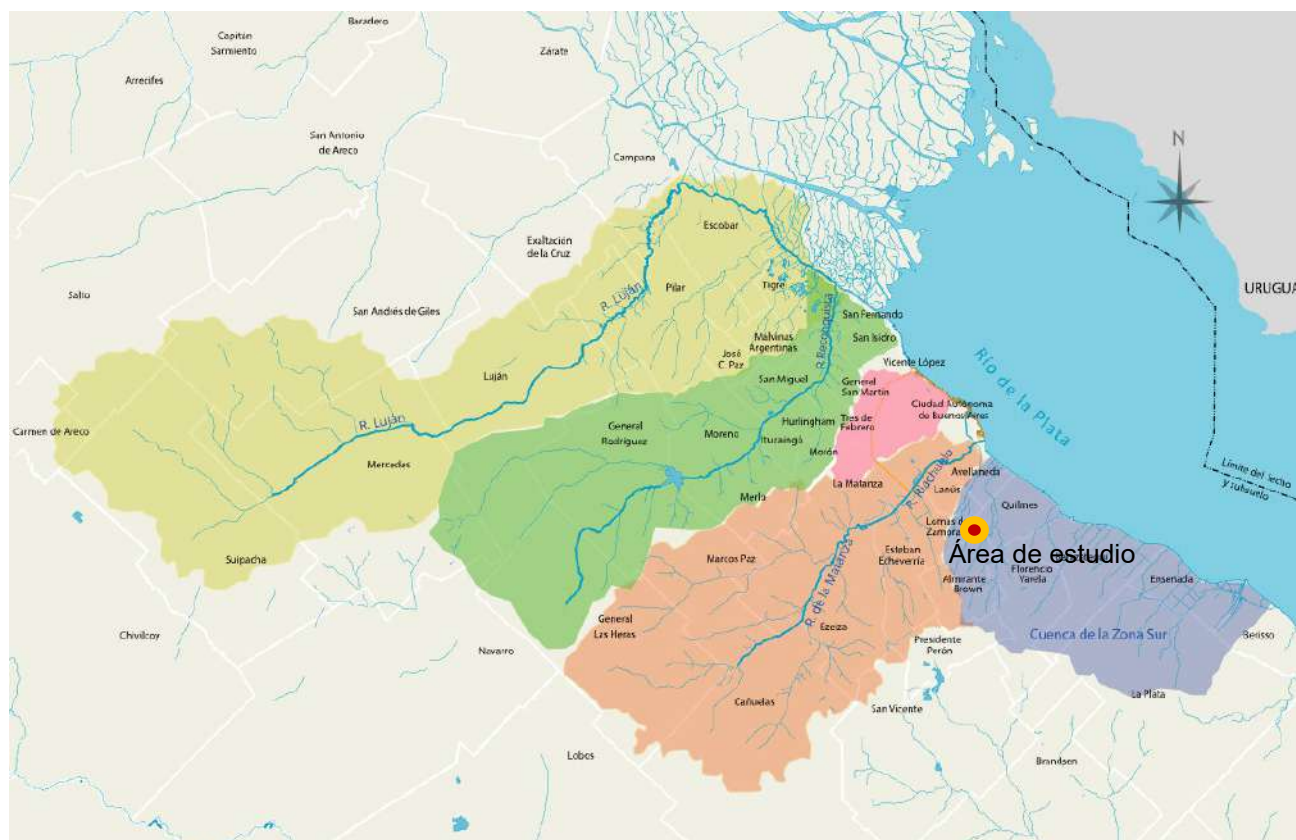 Baradero
Capitán
Sarmiento
Zárate
Arrecifes
San Antonio
de Areco
Campana
N
Escobar
Exaltación
de la Cruz
URUGUA
Salto
R. Luján
Pilar
Tigre
San Andrés de Giles
San Fernando
R. Reconquista
Malvinas
Argentinas
San Isidro
José
C. Paz
Vicente López
Luján
San Miguel
General
San Martín
Río de la Plata
Ciudad Autónoma
de Buenos Aires
R. Luján
Carmen de Areco
General
Rodríguez
Moreno
Hurlingham
Tres de
Febrero
Ituraingó
Morón
Mercedes
Límite del lecho
y subsuelo
La Matanza
R. Riachuelo
Avellaneda
Lanús
Merlo
Quilmes
Lomas de
Zamora
Marcos Paz
Esteban
Echeverría
Área de estudio
Suipacha
Florencio
Varela
Ensenada
Almirante
Brown
R. de la Matanza
General
Las Heras
Ezeiza
Cuenca de la Zona Sur
Berisso
Chivilcoy
Navarro
Presidente
Perón
La Plata
Cañuelas
San Vicente
Lobos
Brandsen